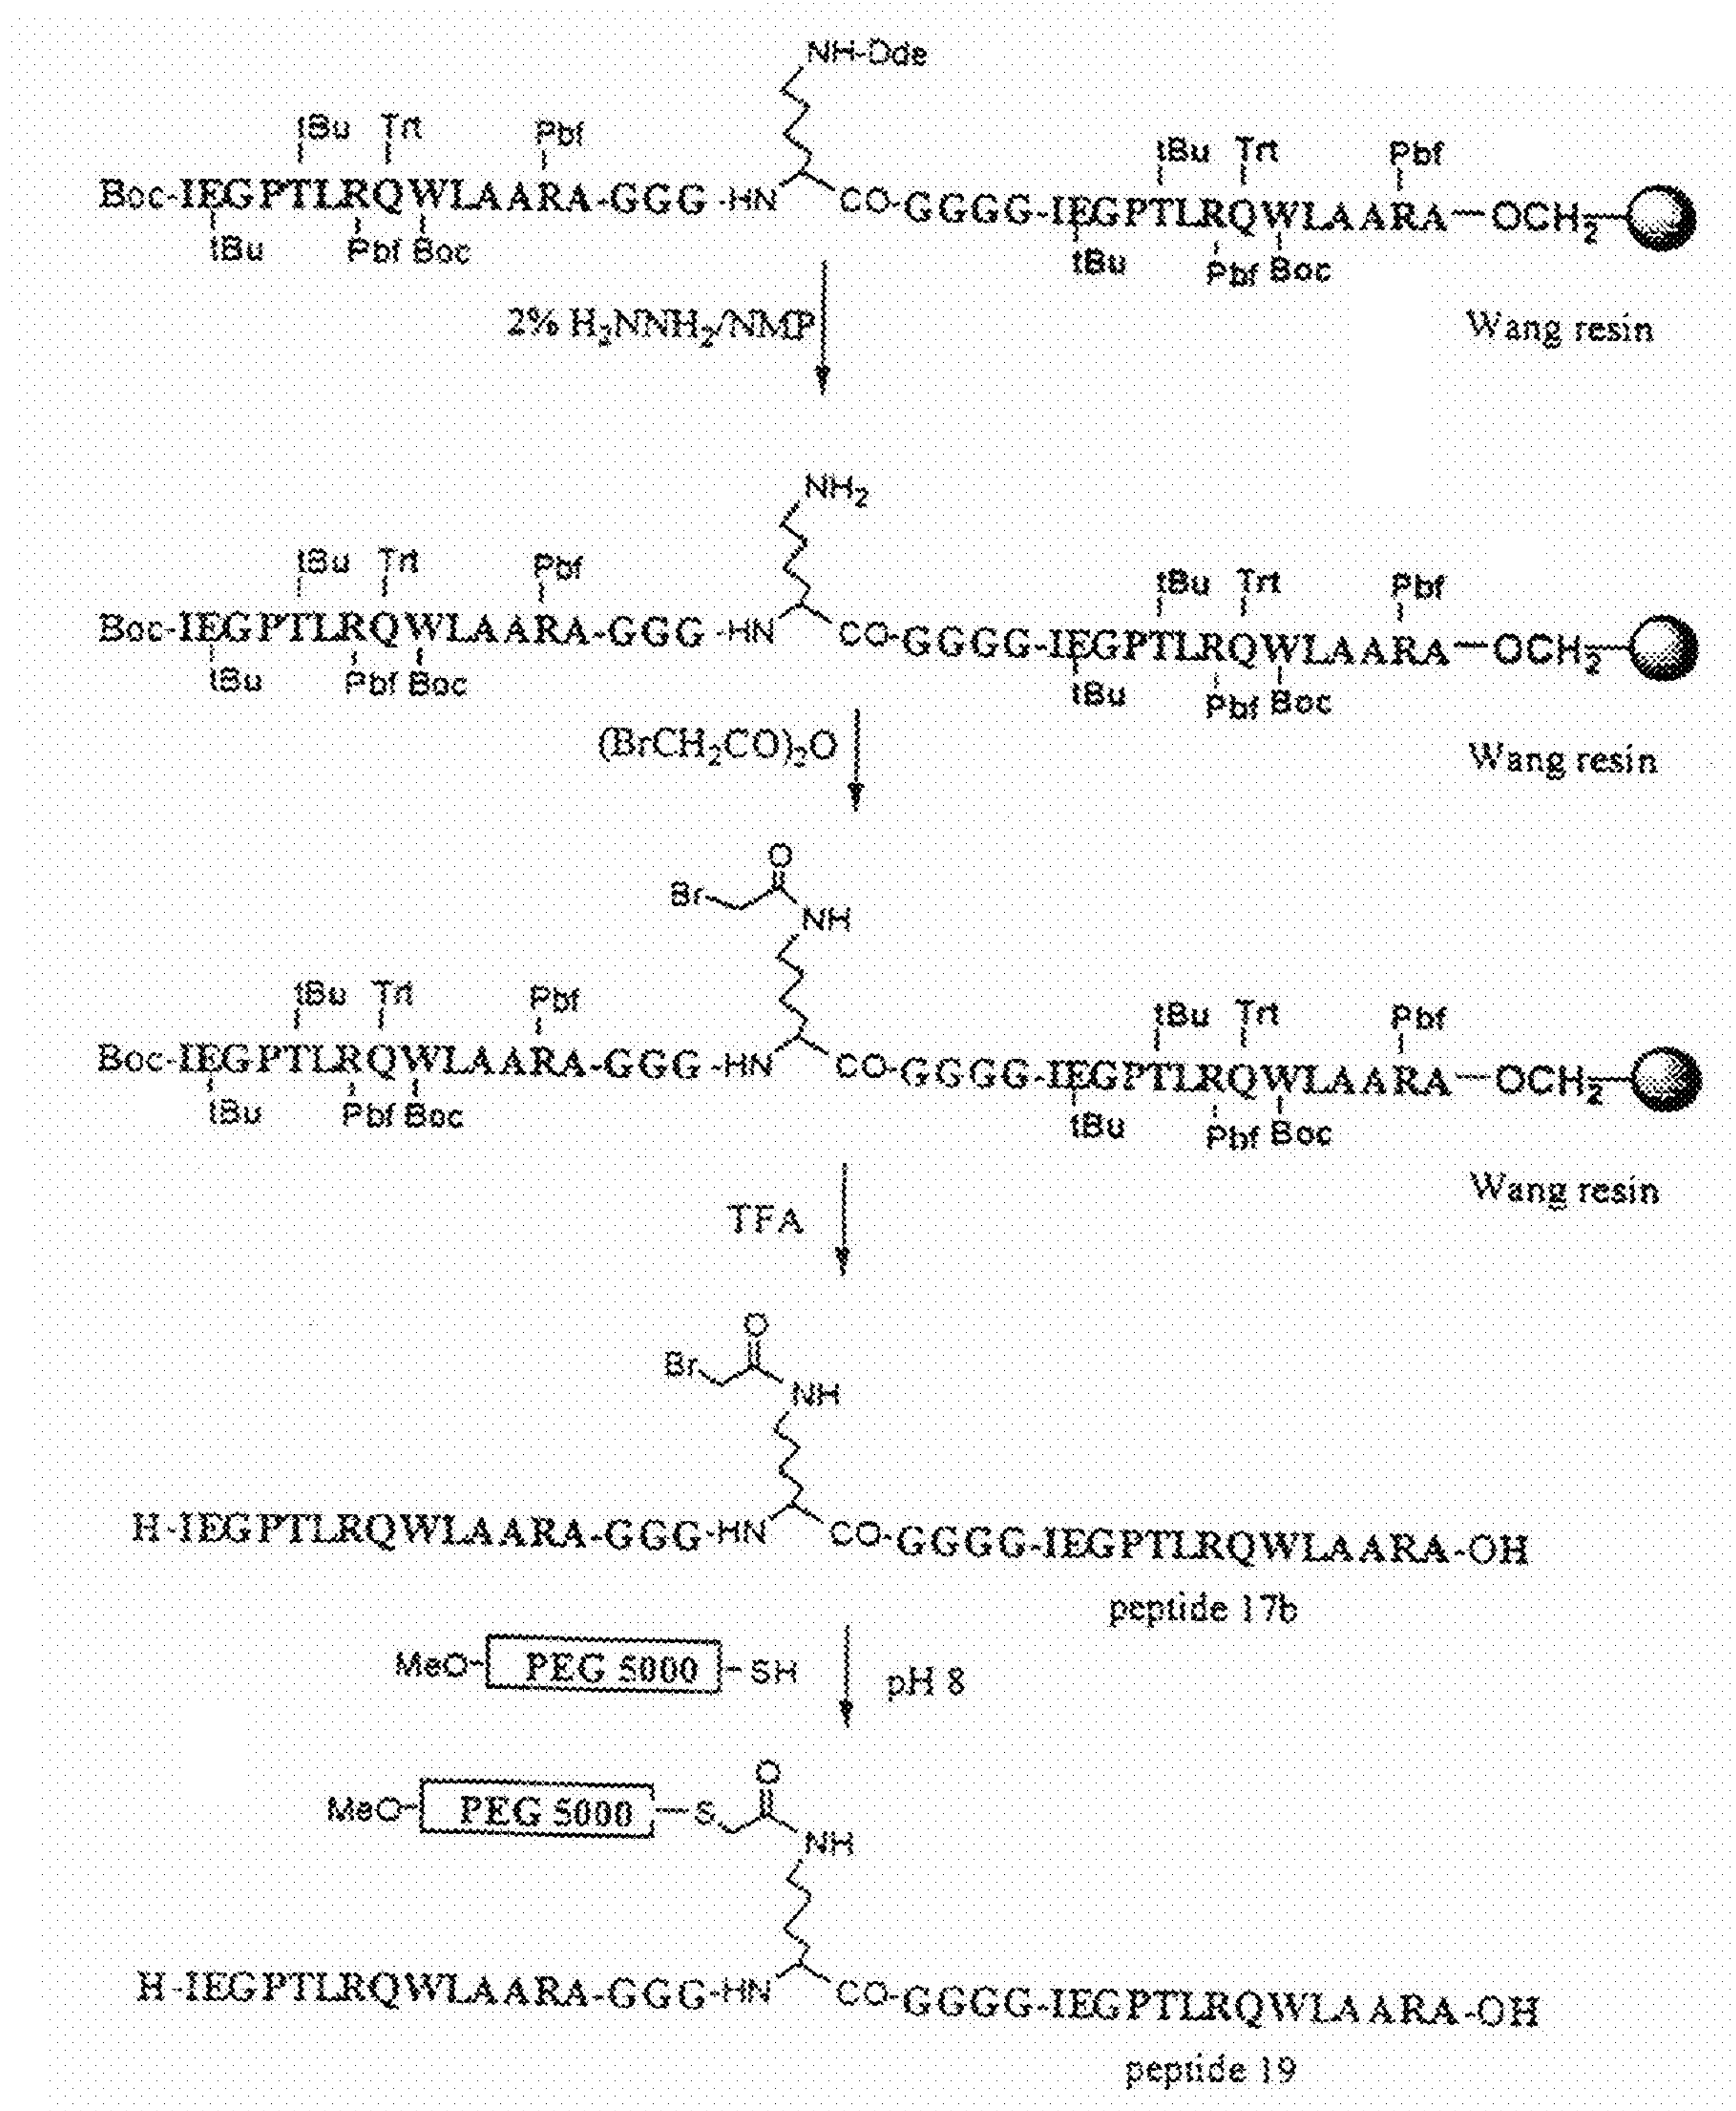 NH-Dde
tBu Trt Pbf
tBu Trt Pbf
Boc-IEGPTLRQWLAARA-GGG-HN CO-GGGG-IEGPTLRQWLAARA—OCH2
tBu Pbf Boc
tBu Pbf Boc
2% H2NNH2/NMP
Wang resin
NH2
tBu Trt Pbf
tBu Trt Pbf
Boc-IEGPTLRQWLAARA-GGG-HN CO-GGGG-IEGPTLRQWLAARA—OCH2
tBu Pbf Boc
tBu Pbf Boc
(BrCH2CO)2O
Wang resin
O
Br
NH
tBu Trt Pbf
tBu Trt Pbf
Boc-IEGPTLRQWLAARA-GGG-HN CO-GGGG-IEGPTLRQWLAARA—OCH2
tBu Pbf Boc
tBu Pbf Boc
Wang resin
TFA
O
Br
NH
H-IEGPTLRQWLAARA-GGG-HN CO-GGGG-IEGPTLRQWLAARA-OH
peptide 17b
MeO-PEG 5000-SH
pH 8
O
MeO-PEG 5000—S
NH
H-IEGPTLRQWLAARA-GGG-HN CO-GGGG-IEGPTLRQWLAARA-OH
peptide 19